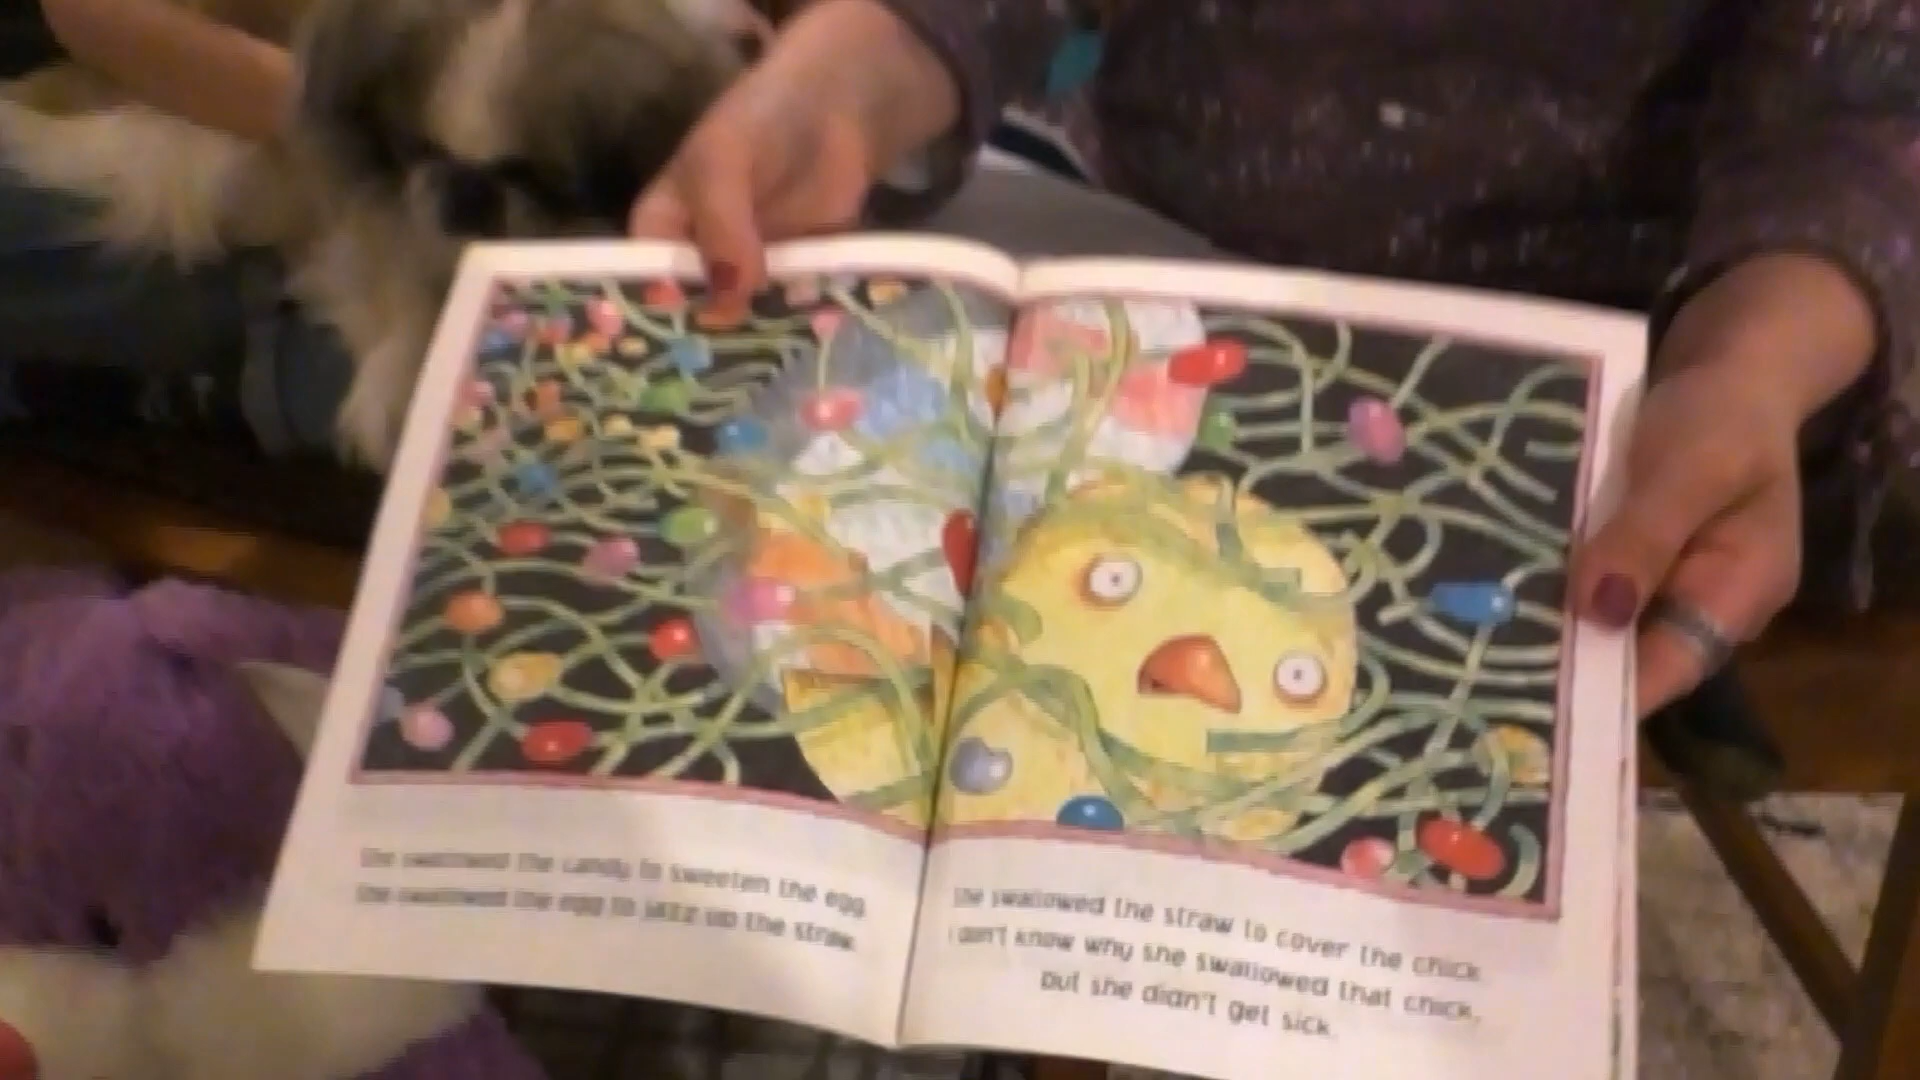 She swallowed the candy to sweeten the egg.
She swallowed the egg to jazz up the straw.
She swallowed the straw to cover the chick.
I don't know why she swallowed that chick,
but she didn't get sick.